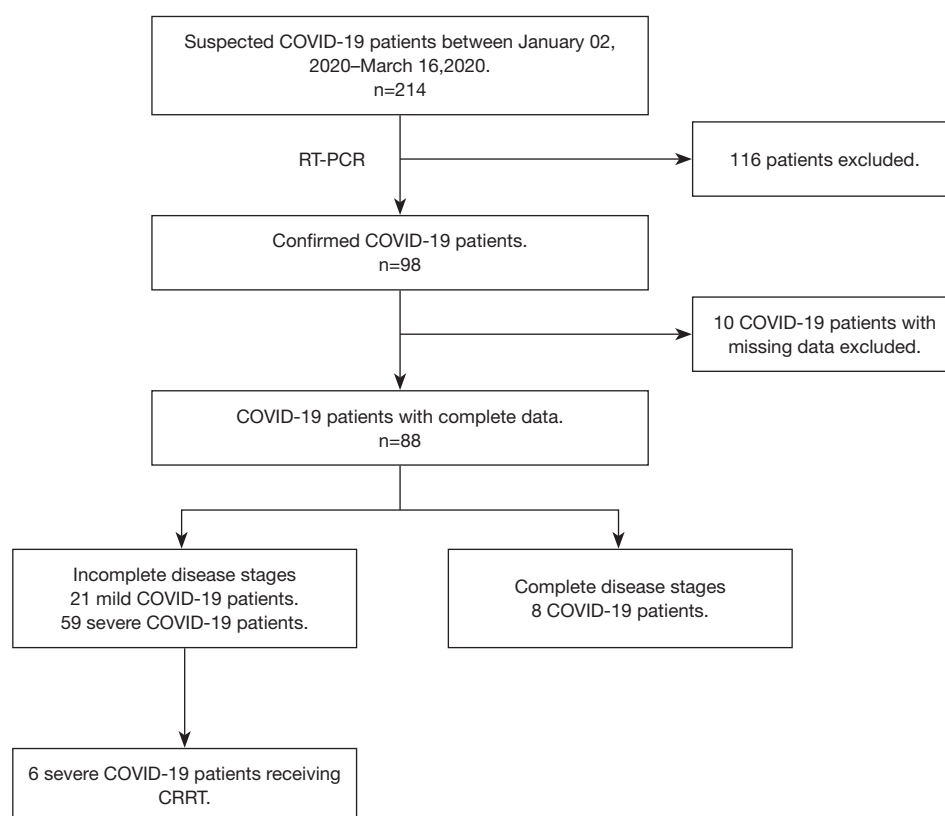 Suspected COVID-19 patients between January 02,
2020–March 16,2020.
n=214
RT-PCR
116 patients excluded.
Confirmed COVID-19 patients.
n=98
10 COVID-19 patients with
missing data excluded.
COVID-19 patients with complete data.
n=88
Incomplete disease stages
21 mild COVID-19 patients.
59 severe COVID-19 patients.
Complete disease stages
8 COVID-19 patients.
6 severe COVID-19 patients receiving
CRRT.